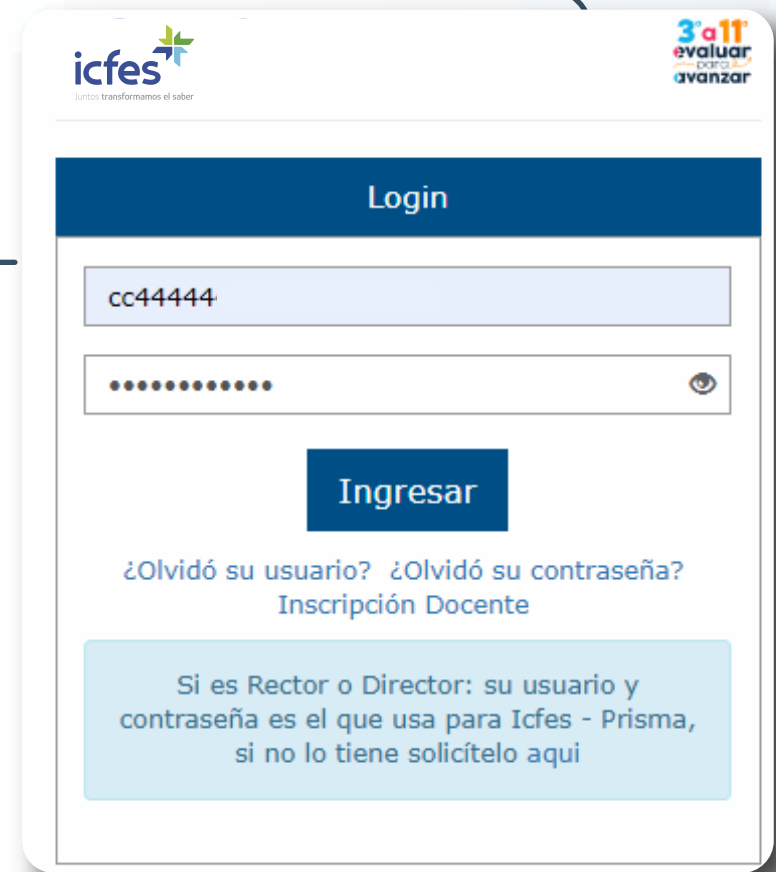 icfes
Juntos transformamos el saber
3° a 11°
evaluar
para
avanzar
Login
cc44444
Ingresar
¿Olvidó su usuario? ¿Olvidó su contraseña?
Inscripción Docente
Si es Rector o Director: su usuario y
contraseña es el que usa para Icfes - Prisma,
si no lo tiene solicítelo aqui